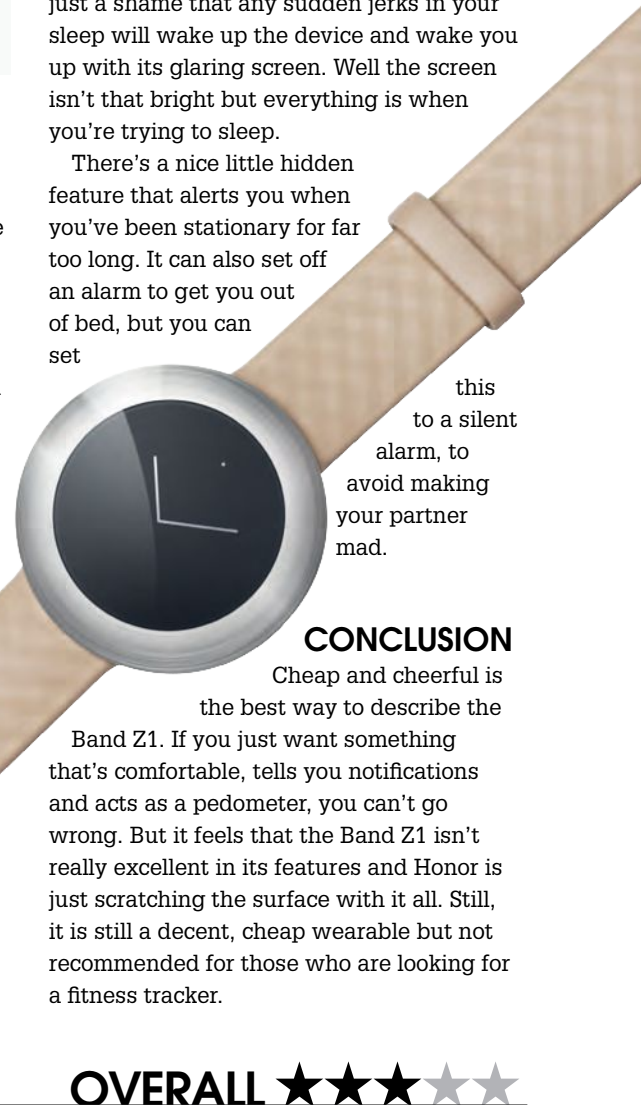 just a shame that any sudden jerks in your
sleep will wake up the device and wake you
up with its glaring screen. Well the screen
isn't that bright but everything is when
you're trying to sleep.
There's a nice little hidden
feature that alerts you when
you've been stationary for far
too long. It can also set off
an alarm to get you out
of bed, but you can
set
this
to a silent
alarm, to
avoid making
your partner
mad.
CONCLUSION
Cheap and cheerful is
the best way to describe the
Band Z1. If you just want something
that's comfortable, tells you notifications
and acts as a pedometer, you can't go
wrong. But it feels that the Band Z1 isn't
really excellent in its features and Honor is
just scratching the surface with it all. Still,
it is still a decent, cheap wearable but not
recommended for those who are looking for
a fitness tracker.
OVERALL ★★★★★